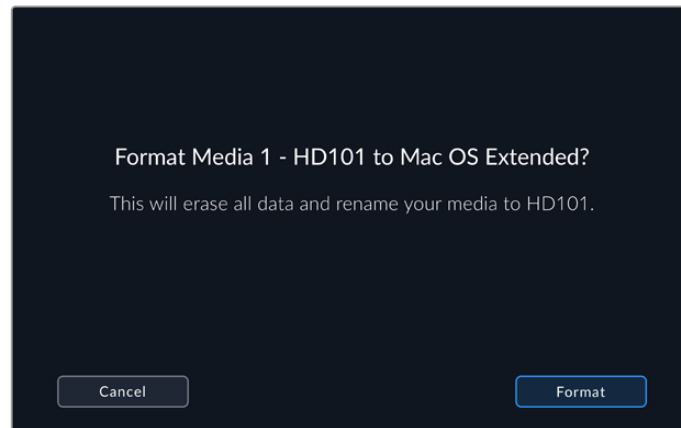 Format Media 1 - HD101 to Mac OS Extended?
This will erase all data and rename your media to HD101.
Cancel
Format